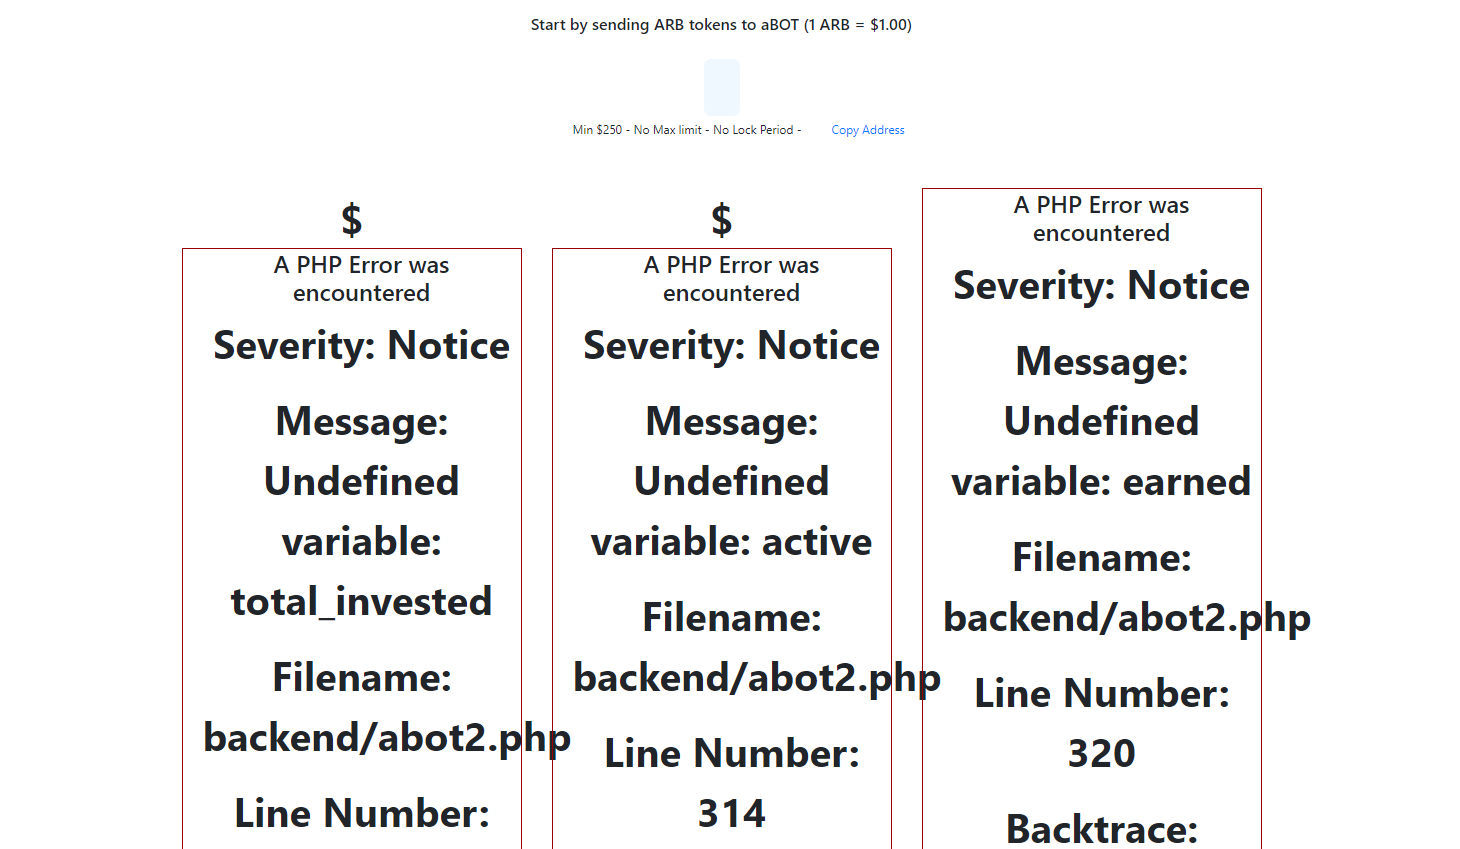 Start by sending ARB tokens to aBOT (1 ARB = $1.00)
Min $250 - No Max limit - No Lock Period -
Copy Address
$
A PHP Error was
encountered
Severity: Notice
Message:
Undefined
variable:
total_invested
Filename:
backend/abot2.php
Line Number:
$
A PHP Error was
encountered
Severity: Notice
Message:
Undefined
variable: active
Filename:
backend/abot2.php
Line Number:
314
A PHP Error was
encountered
Severity: Notice
Message:
Undefined
variable: earned
Filename:
backend/abot2.php
Line Number:
320
Backtrace: